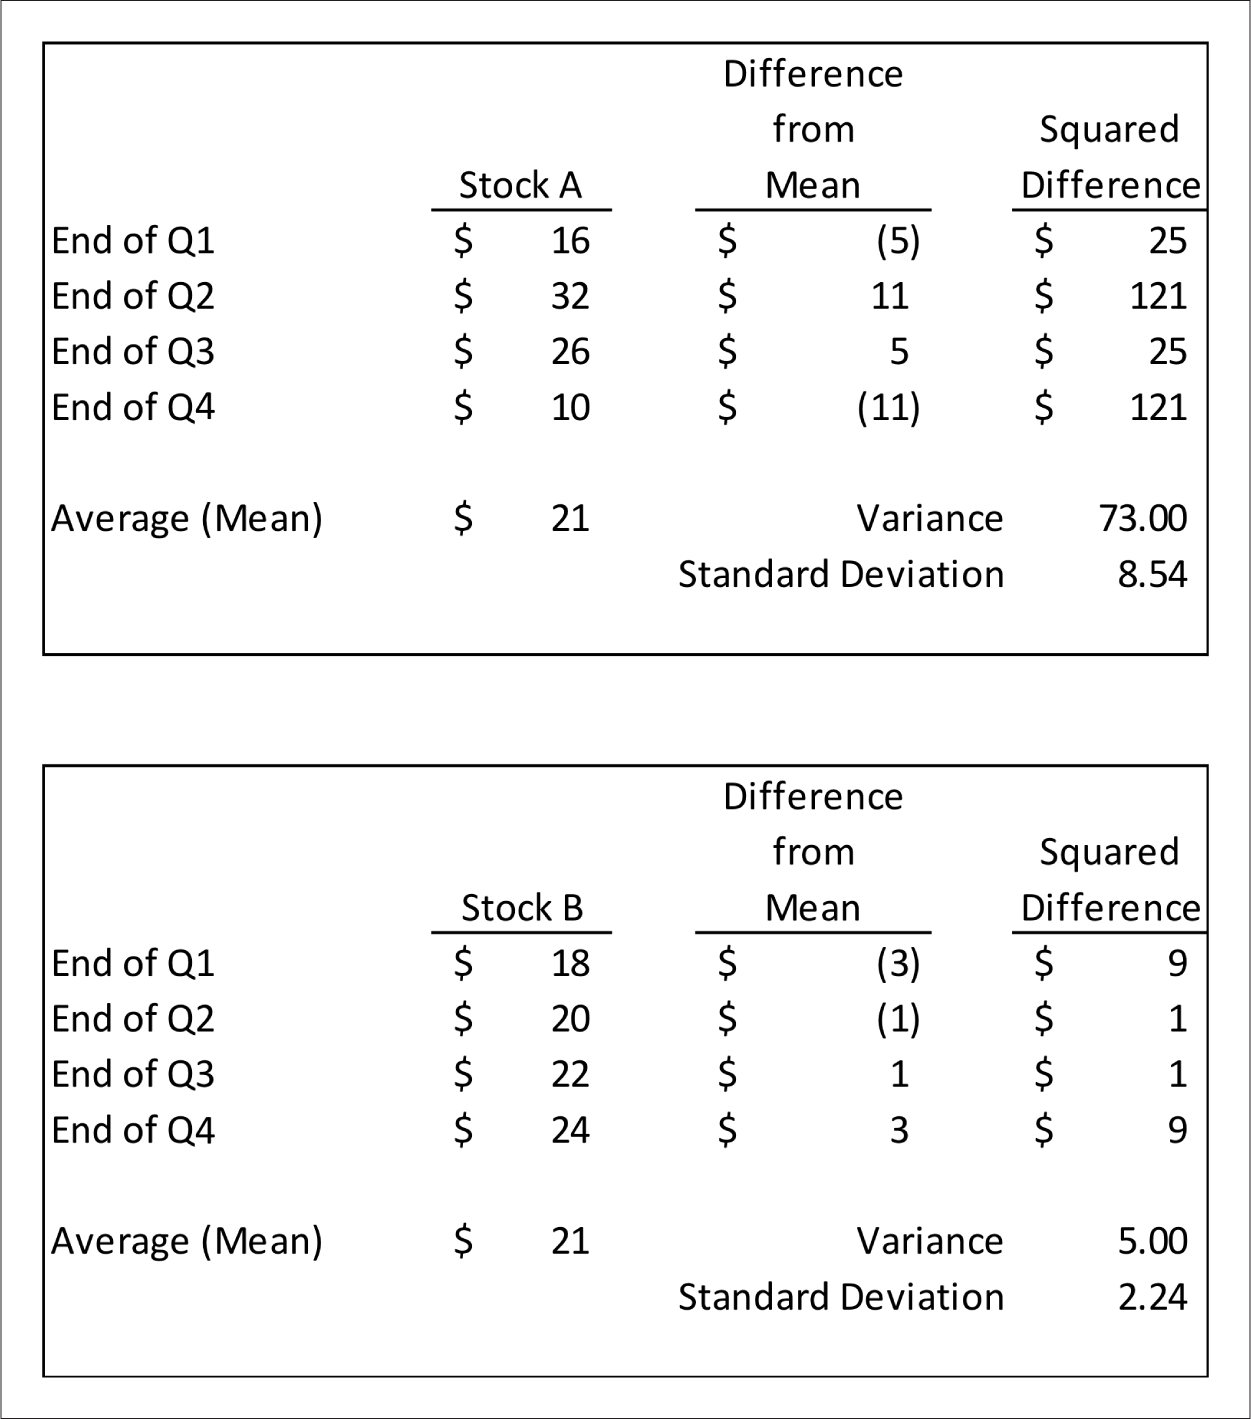 Difference
from Squared
Stock A Mean Difference
End of Q1 $ 16 $ (5) $ 25
End of Q2 $ 32 $ 11 $ 121
End of Q3 $ 26 $ 5 $ 25
End of Q4 $ 10 $ (11) $ 121
Average (Mean) $ 21 Variance 73.00
Standard Deviation 8.54
Difference
from Squared
Stock B Mean Difference
End of Q1 $ 18 $ (3) $ 9
End of Q2 $ 20 $ (1) $ 1
End of Q3 $ 22 $ 1 $ 1
End of Q4 $ 24 $ 3 $ 9
Average (Mean) $ 21 Variance 5.00
Standard Deviation 2.24